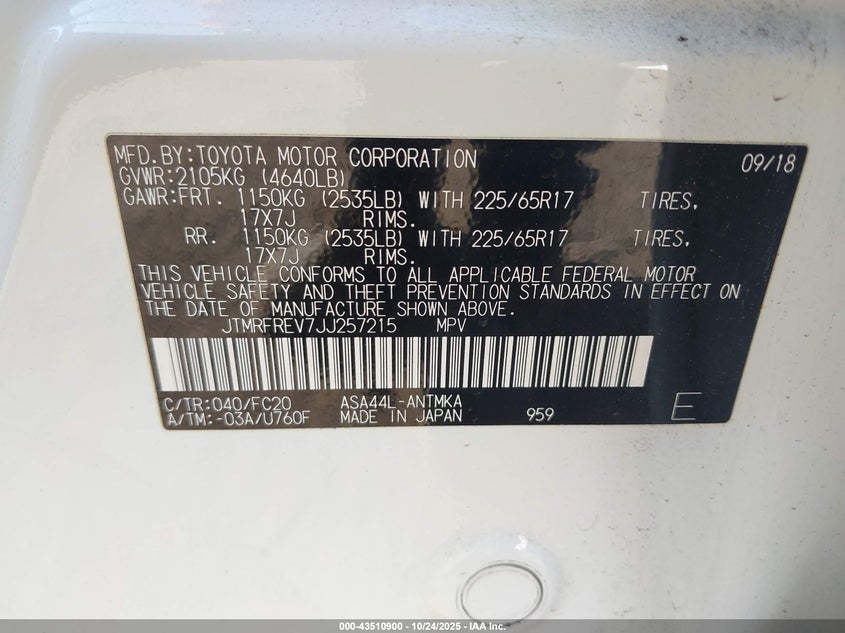 MFD.BY:TOYOTA MOTOR CORPORATION 09/18
GVWR:2105KG (4640LB)
GAWR:FRT. 1150KG (2535LB) WITH 225/65R17 TIRES,
17X7J RIMS.
RR. 1150KG (2535LB) WITH 225/65R17 TIRES,
17X7J RIMS.
THIS VEHICLE CONFORMS TO ALL APPLICABLE FEDERAL MOTOR
VEHICLE SAFETY AND THEFT PREVENTION STANDARDS IN EFFECT ON
THE DATE OF MANUFACTURE SHOWN ABOVE.
JTMRFREV7JJ257215 MPV
C/TR:040/FC20 ASA44L-ANTMKA
A/TM:-03A/U760F MADE IN JAPAN 959 E
000-43510900 - 10/24/2025 - IAA Inc.